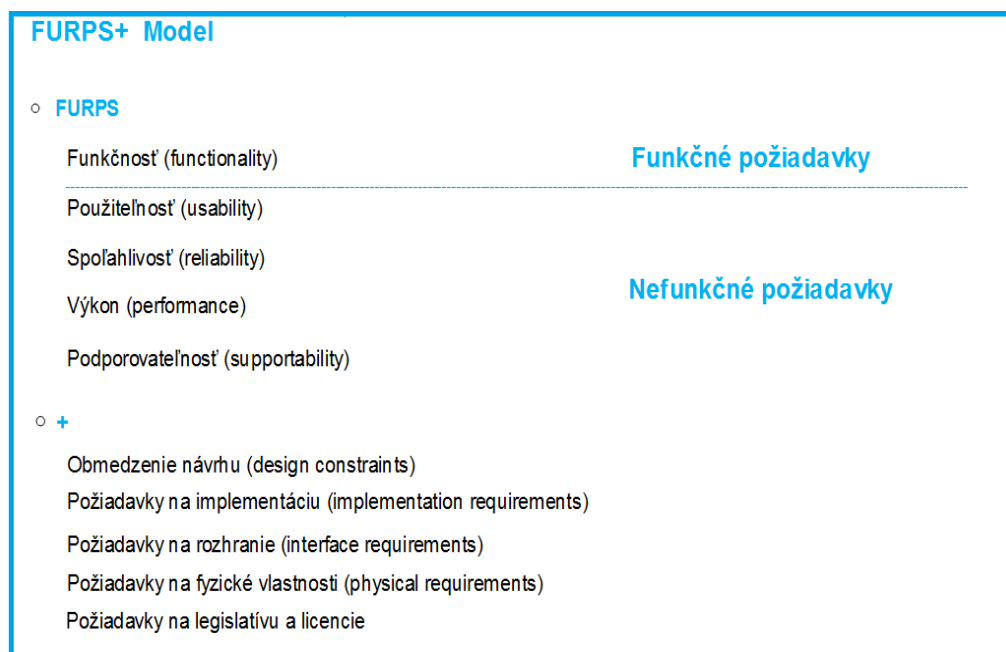 FURPS+ Model
FURPS
Funkčnosť (functionality)
Funkčné požiadavky
Použiteľnosť (usability)
Spoľahlivosť (reliability)
Nefunkčné požiadavky
Výkon (performance)
Podporovateľnosť (supportability)
+
Obmedzenie návrhu (design constraints)
Požiadavky na implementáciu (implementation requirements)
Požiadavky na rozhranie (interface requirements)
Požiadavky na fyzické vlastnosti (physical requirements)
Požiadavky na legislatívu a licencie